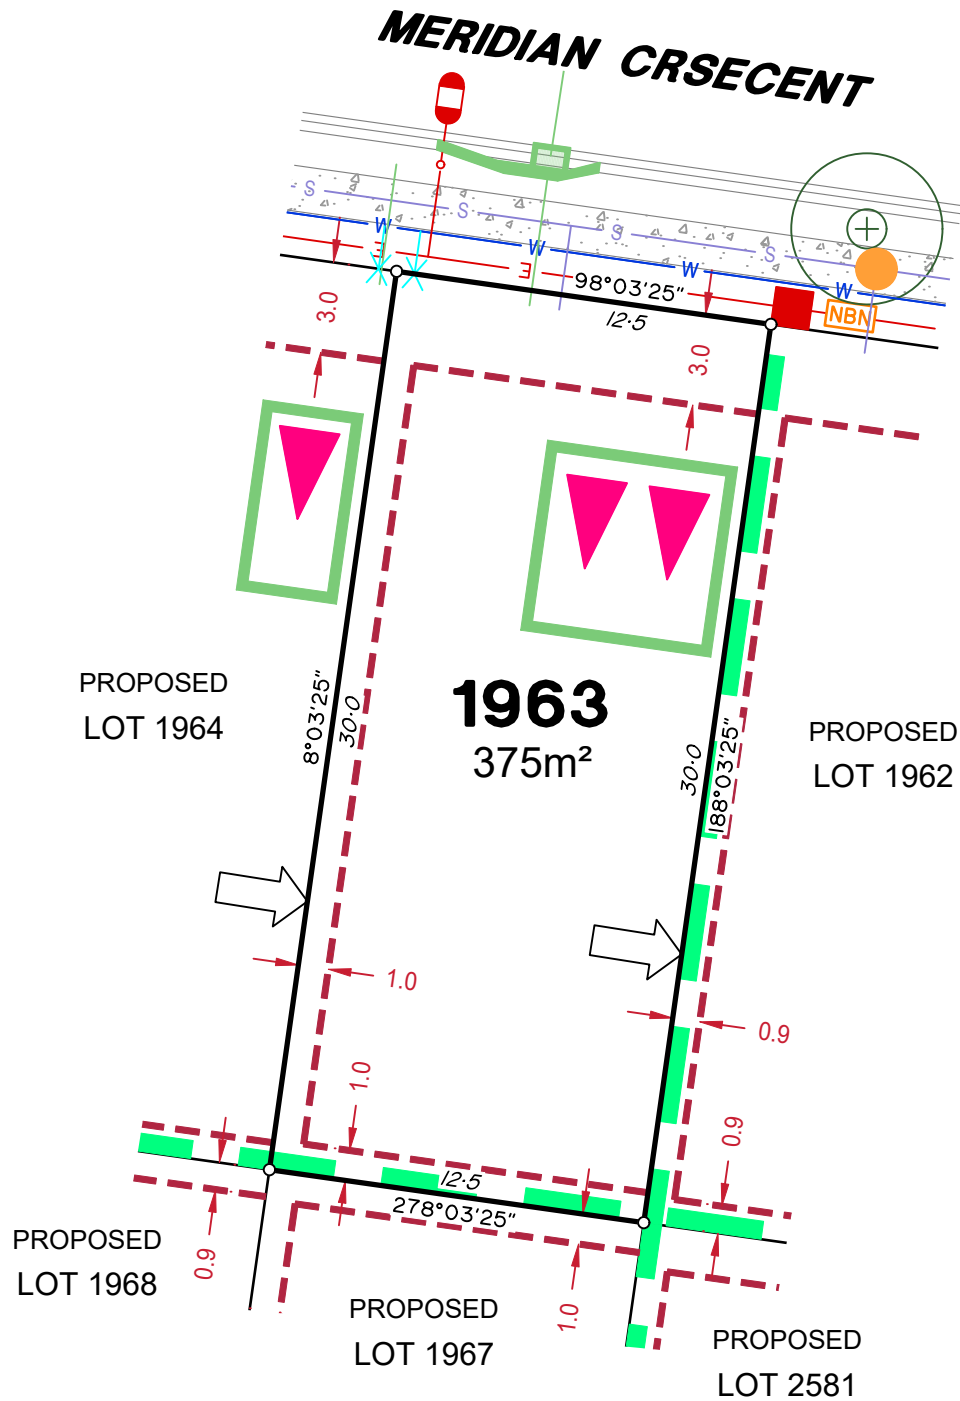 MERIDIAN CRSECENT
S
S
S
S
W
W
W
W
E
E
98°03'25"
12·5
NBN
3.0
3.0
PROPOSED
LOT 1964
8°03'25"
30·0
1963
375m²
30·0
188°03'25"
PROPOSED
LOT 1962
1.0
0.9
1.0
0.9
12·5
278°03'25"
PROPOSED
LOT 1968
0.9
PROPOSED
LOT 1967
1.0
PROPOSED
LOT 2581